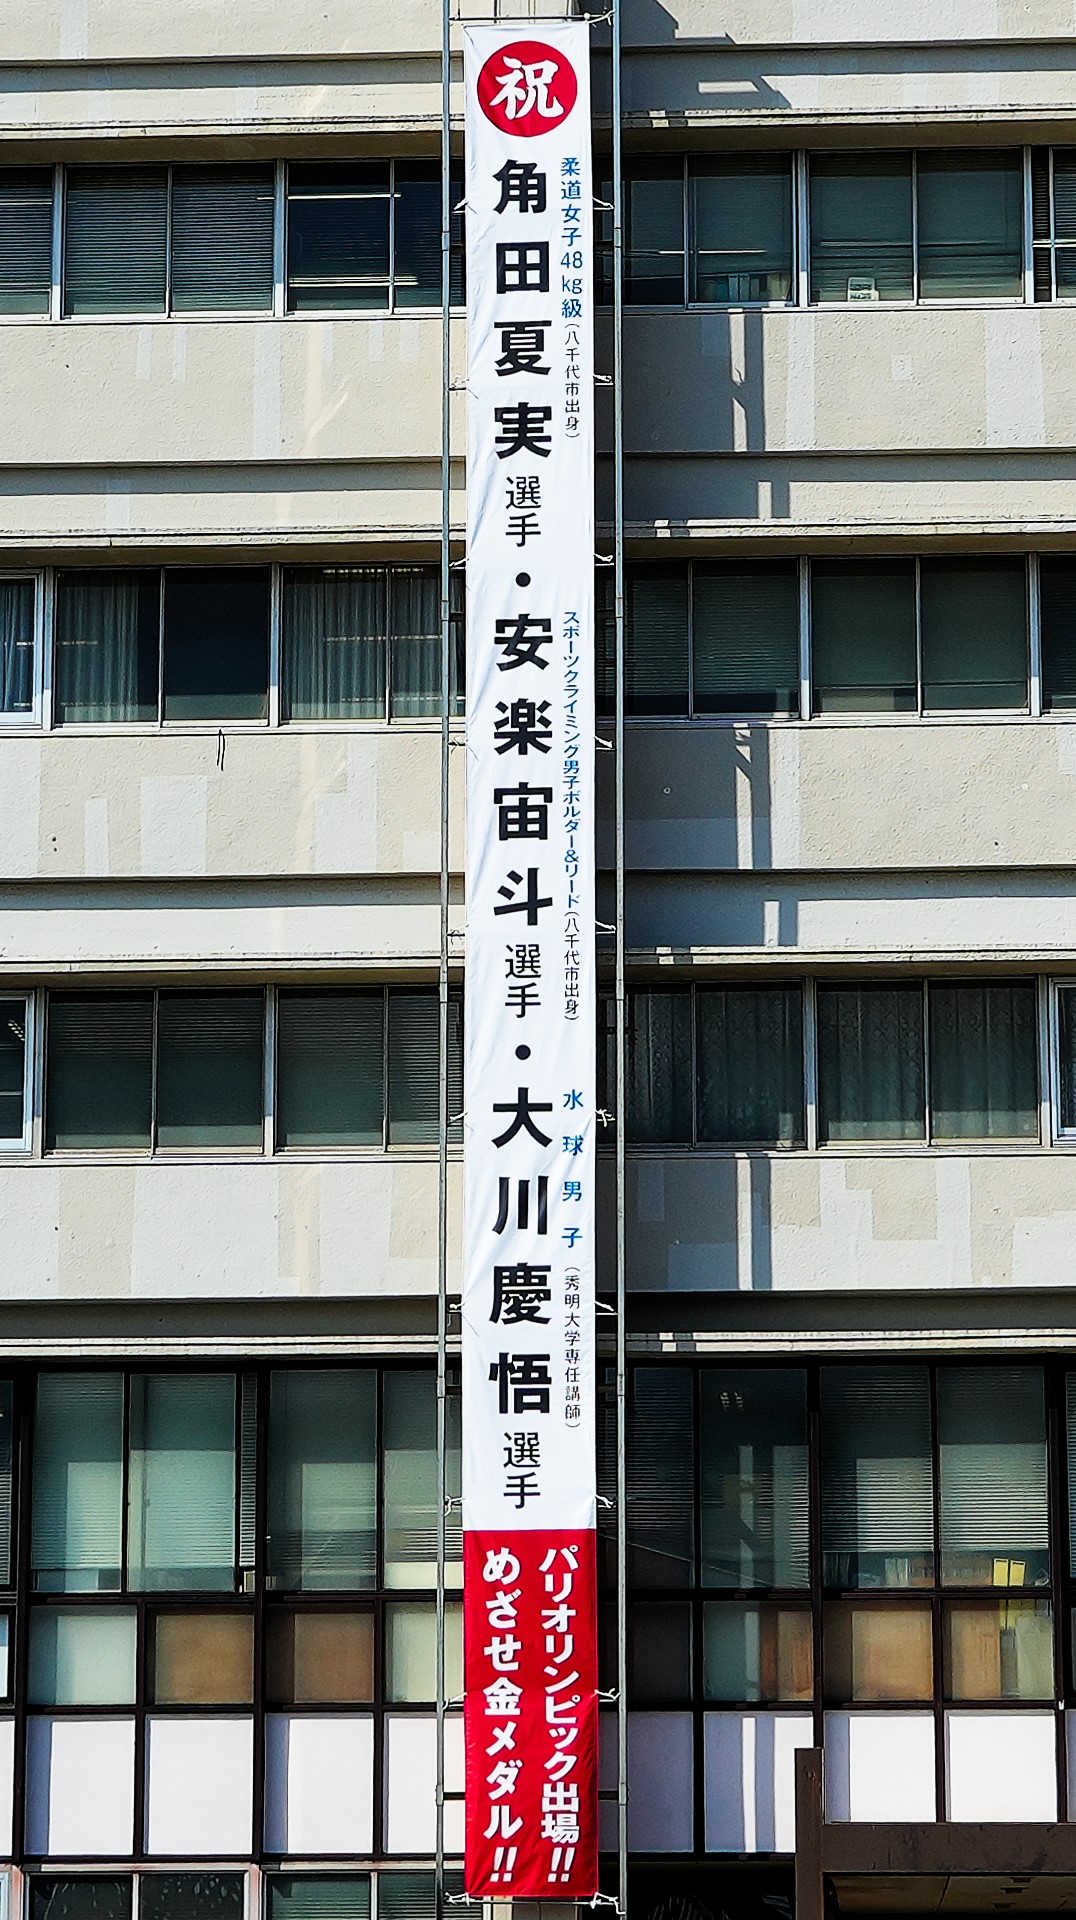 祝
柔道女子48kg級(八千代市出身)
角田夏実選手・
スポーツクライミング男子ボルダー&リード(八千代市出身)
安楽宙斗選手・
水球男子(秀明大学専任講師)
大川慶悟選手
パリオリンピック出場!!
めざせ金メダル!!